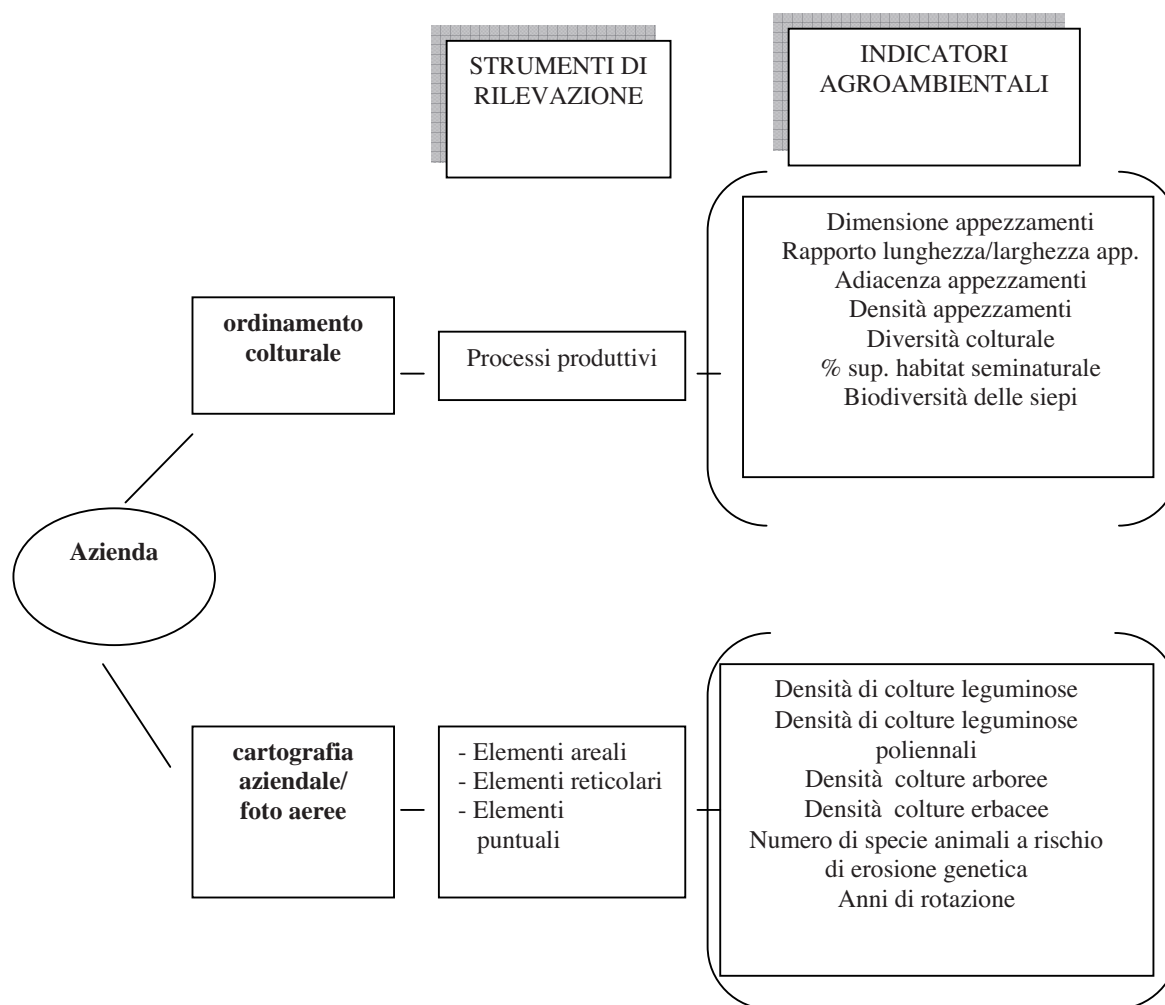 STRUMENTI DI
RILEVAZIONE
INDICATORI
AGROAMBIENTALI
ordinamento
colturale
Processi produttivi
Dimensione appezzamenti
Rapporto lunghezza/larghezza app.
Adiacenza appezzamenti
Densità appezzamenti
Diversità colturale
% sup. habitat seminaturale
Biodiversità delle siepi
Azienda
cartografia
aziendale/
foto aeree
- Elementi areali
- Elementi reticolari
- Elementi
puntuali
Densità di colture leguminose
Densità di colture leguminose
poliennali
Densità colture arboree
Densità colture erbacee
Numero di specie animali a rischio
di erosione genetica
Anni di rotazione